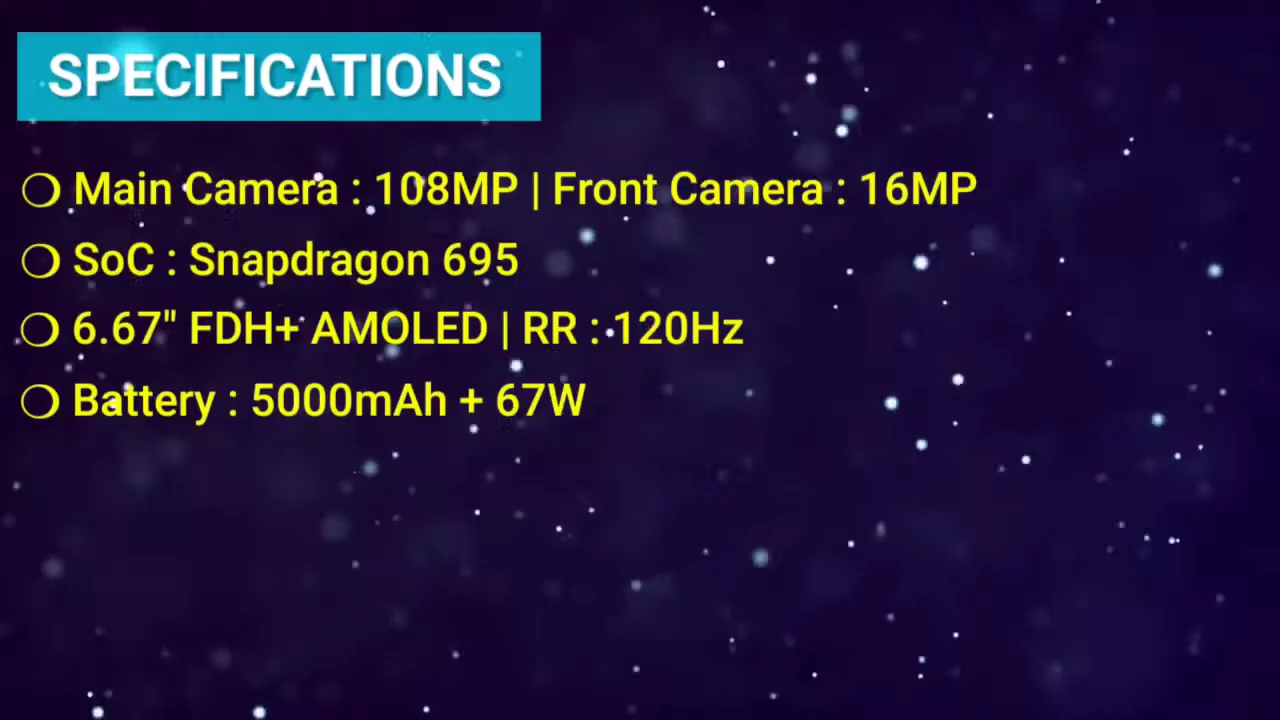 SPECIFICATIONS
❍ Main Camera : 108MP | Front Camera : 16MP
❍ SoC : Snapdragon 695
❍ 6.67" FDH+ AMOLED | RR : 120Hz
❍ Battery : 5000mAh + 67W